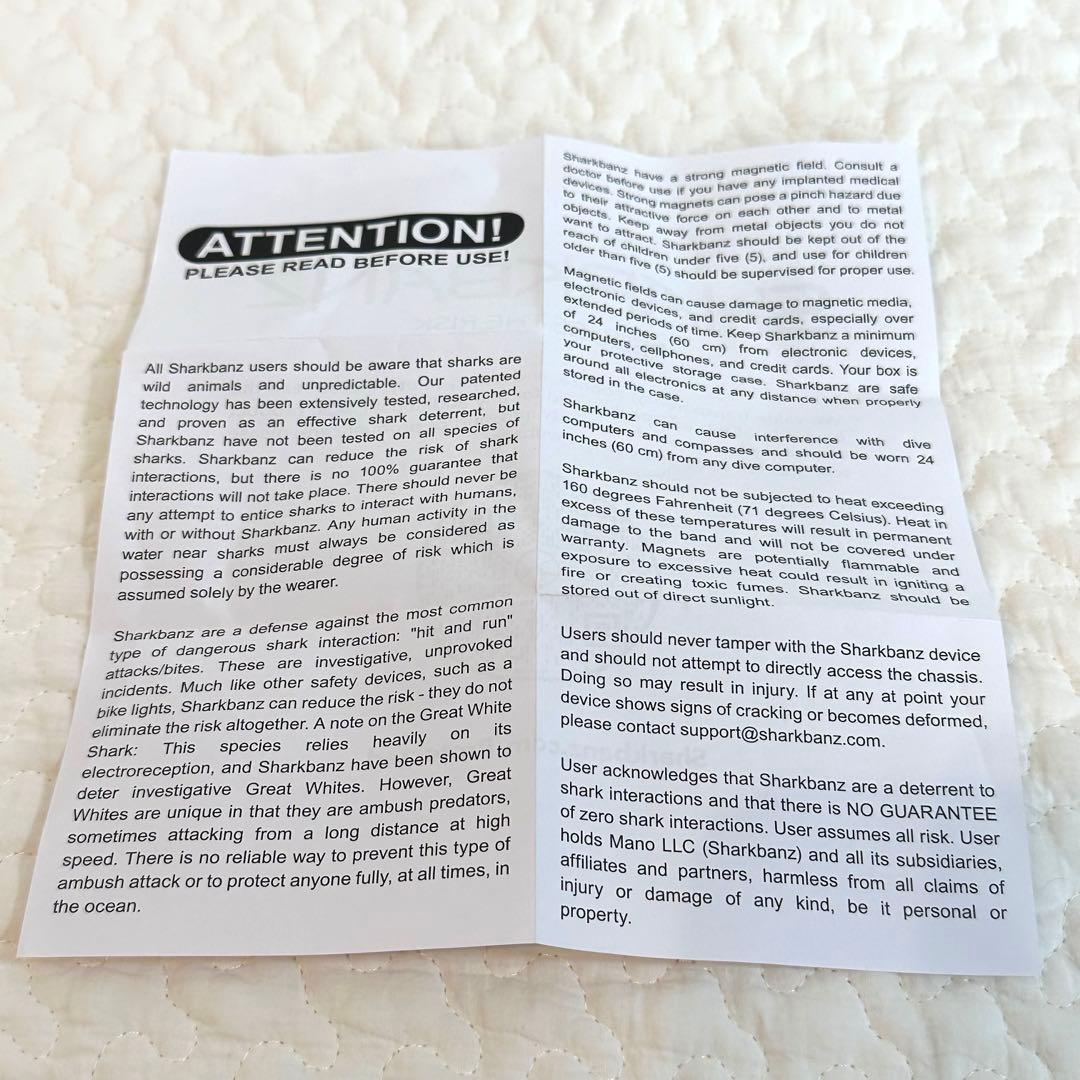 ATTENTION!
PLEASE READ BEFORE USE!
All Sharkbanz users should be aware that sharks are
wild animals and unpredictable. Our patented
technology has been extensively tested, researched,
and proven as an effective shark deterrent, but
Sharkbanz have not been tested on all species of
sharks. Sharkbanz can reduce the risk of shark
interactions, but there is no 100% guarantee that
interactions will not take place. There should never be
any attempt to entice sharks to interact with humans,
with or without Sharkbanz. Any human activity in the
water near sharks must always be considered as
possessing a considerable degree of risk which is
assumed solely by the wearer.
Sharkbanz are a defense against the most common
type of dangerous shark interaction: "hit and run"
attacks/bites. These are investigative, unprovoked
incidents. Much like other safety devices, such as a
bike lights, Sharkbanz can reduce the risk - they do not
eliminate the risk altogether. A note on the Great White
Shark: This species relies heavily on its
electroreception, and Sharkbanz have been shown to
deter investigative Great Whites. However, Great
Whites are unique in that they are ambush predators,
sometimes attacking from a long distance at high
speed. There is no reliable way to prevent this type of
ambush attack or to protect anyone fully, at all times, in
the ocean.
Sharkbanz have a strong magnetic field. Consult a
doctor before use if you have any implanted medical
devices. Strong magnets can pose a pinch hazard due
to their attractive force on each other and to metal
objects. Keep away from metal objects you do not
want to attract. Sharkbanz should be kept out of the
reach of children under five (5), and use for children
older than five (5) should be supervised for proper use.
Magnetic fields can cause damage to magnetic media,
electronic devices, and credit cards, especially over
extended periods of time. Keep Sharkbanz a minimum
of 24 inches (60 cm) from electronic devices,
computers, cellphones, and credit cards. Your box is
your protective storage case. Sharkbanz are safe
around all electronics at any distance when properly
stored in the case.
Sharkbanz can cause interference with dive
computers and compasses and should be worn 24
inches (60 cm) from any dive computer.
Sharkbanz should not be subjected to heat exceeding
160 degrees Fahrenheit (71 degrees Celsius). Heat in
excess of these temperatures will result in permanent
damage to the band and will not be covered under
warranty. Magnets are potentially flammable and
exposure to excessive heat could result in igniting a
fire or creating toxic fumes. Sharkbanz should be
stored out of direct sunlight.
Users should never tamper with the Sharkbanz device
and should not attempt to directly access the chassis.
Doing so may result in injury. If at any at point your
device shows signs of cracking or becomes deformed,
please contact support@sharkbanz.com.
User acknowledges that Sharkbanz are a deterrent to
shark interactions and that there is NO GUARANTEE
of zero shark interactions. User assumes all risk. User
holds Mano LLC (Sharkbanz) and all its subsidiaries,
affiliates and partners, harmless from all claims of
injury or damage of any kind, be it personal or
property.